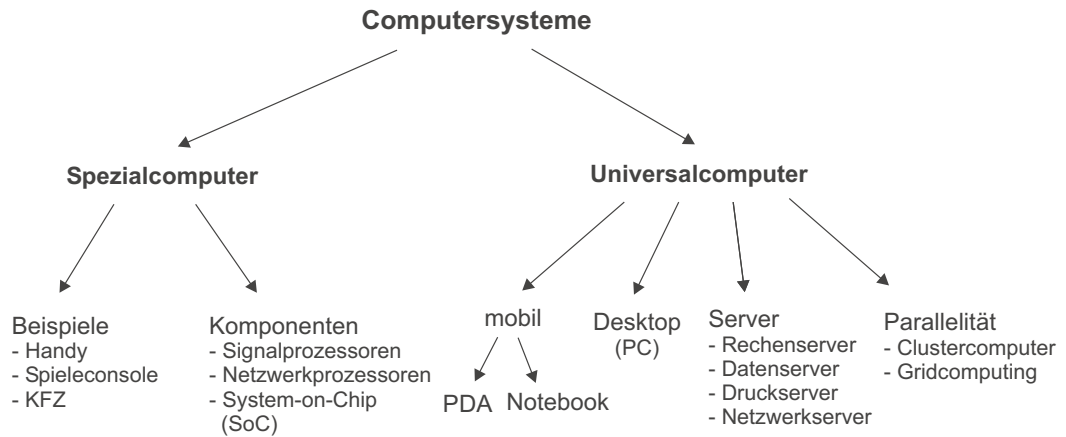 Computersysteme
Spezialcomputer
Universalcomputer
Beispiele
- Handy
- Spieleconsole
- KFZ
Komponenten
- Signalprozessoren
- Netzwerkprozessoren
- System-on-Chip
(SoC)
mobil
PDA
Notebook
Desktop
(PC)
Server
- Rechenserver
- Datenserver
- Druckserver
- Netzwerkserver
Parallelität
- Clustercomputer
- Gridcomputing